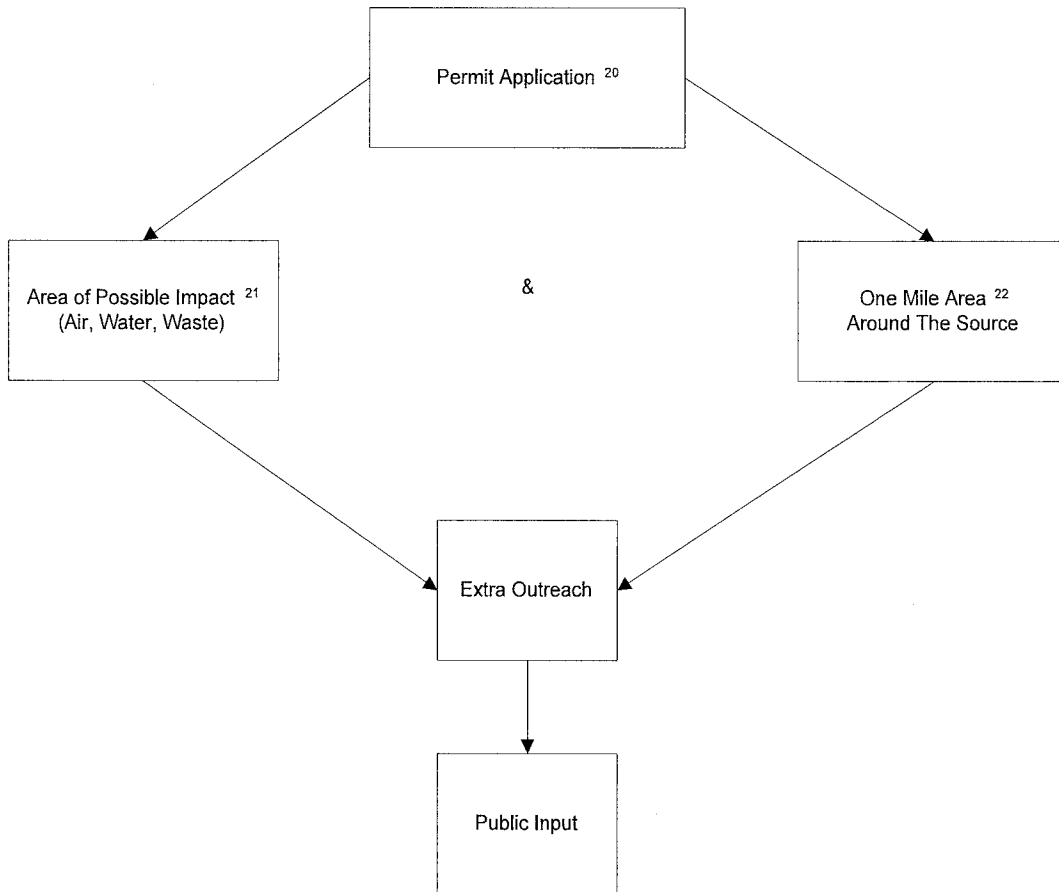 Permit Application 20
Area of Possible Impact 21
(Air, Water, Waste)
&
One Mile Area 22
Around The Source
Extra Outreach
Public Input